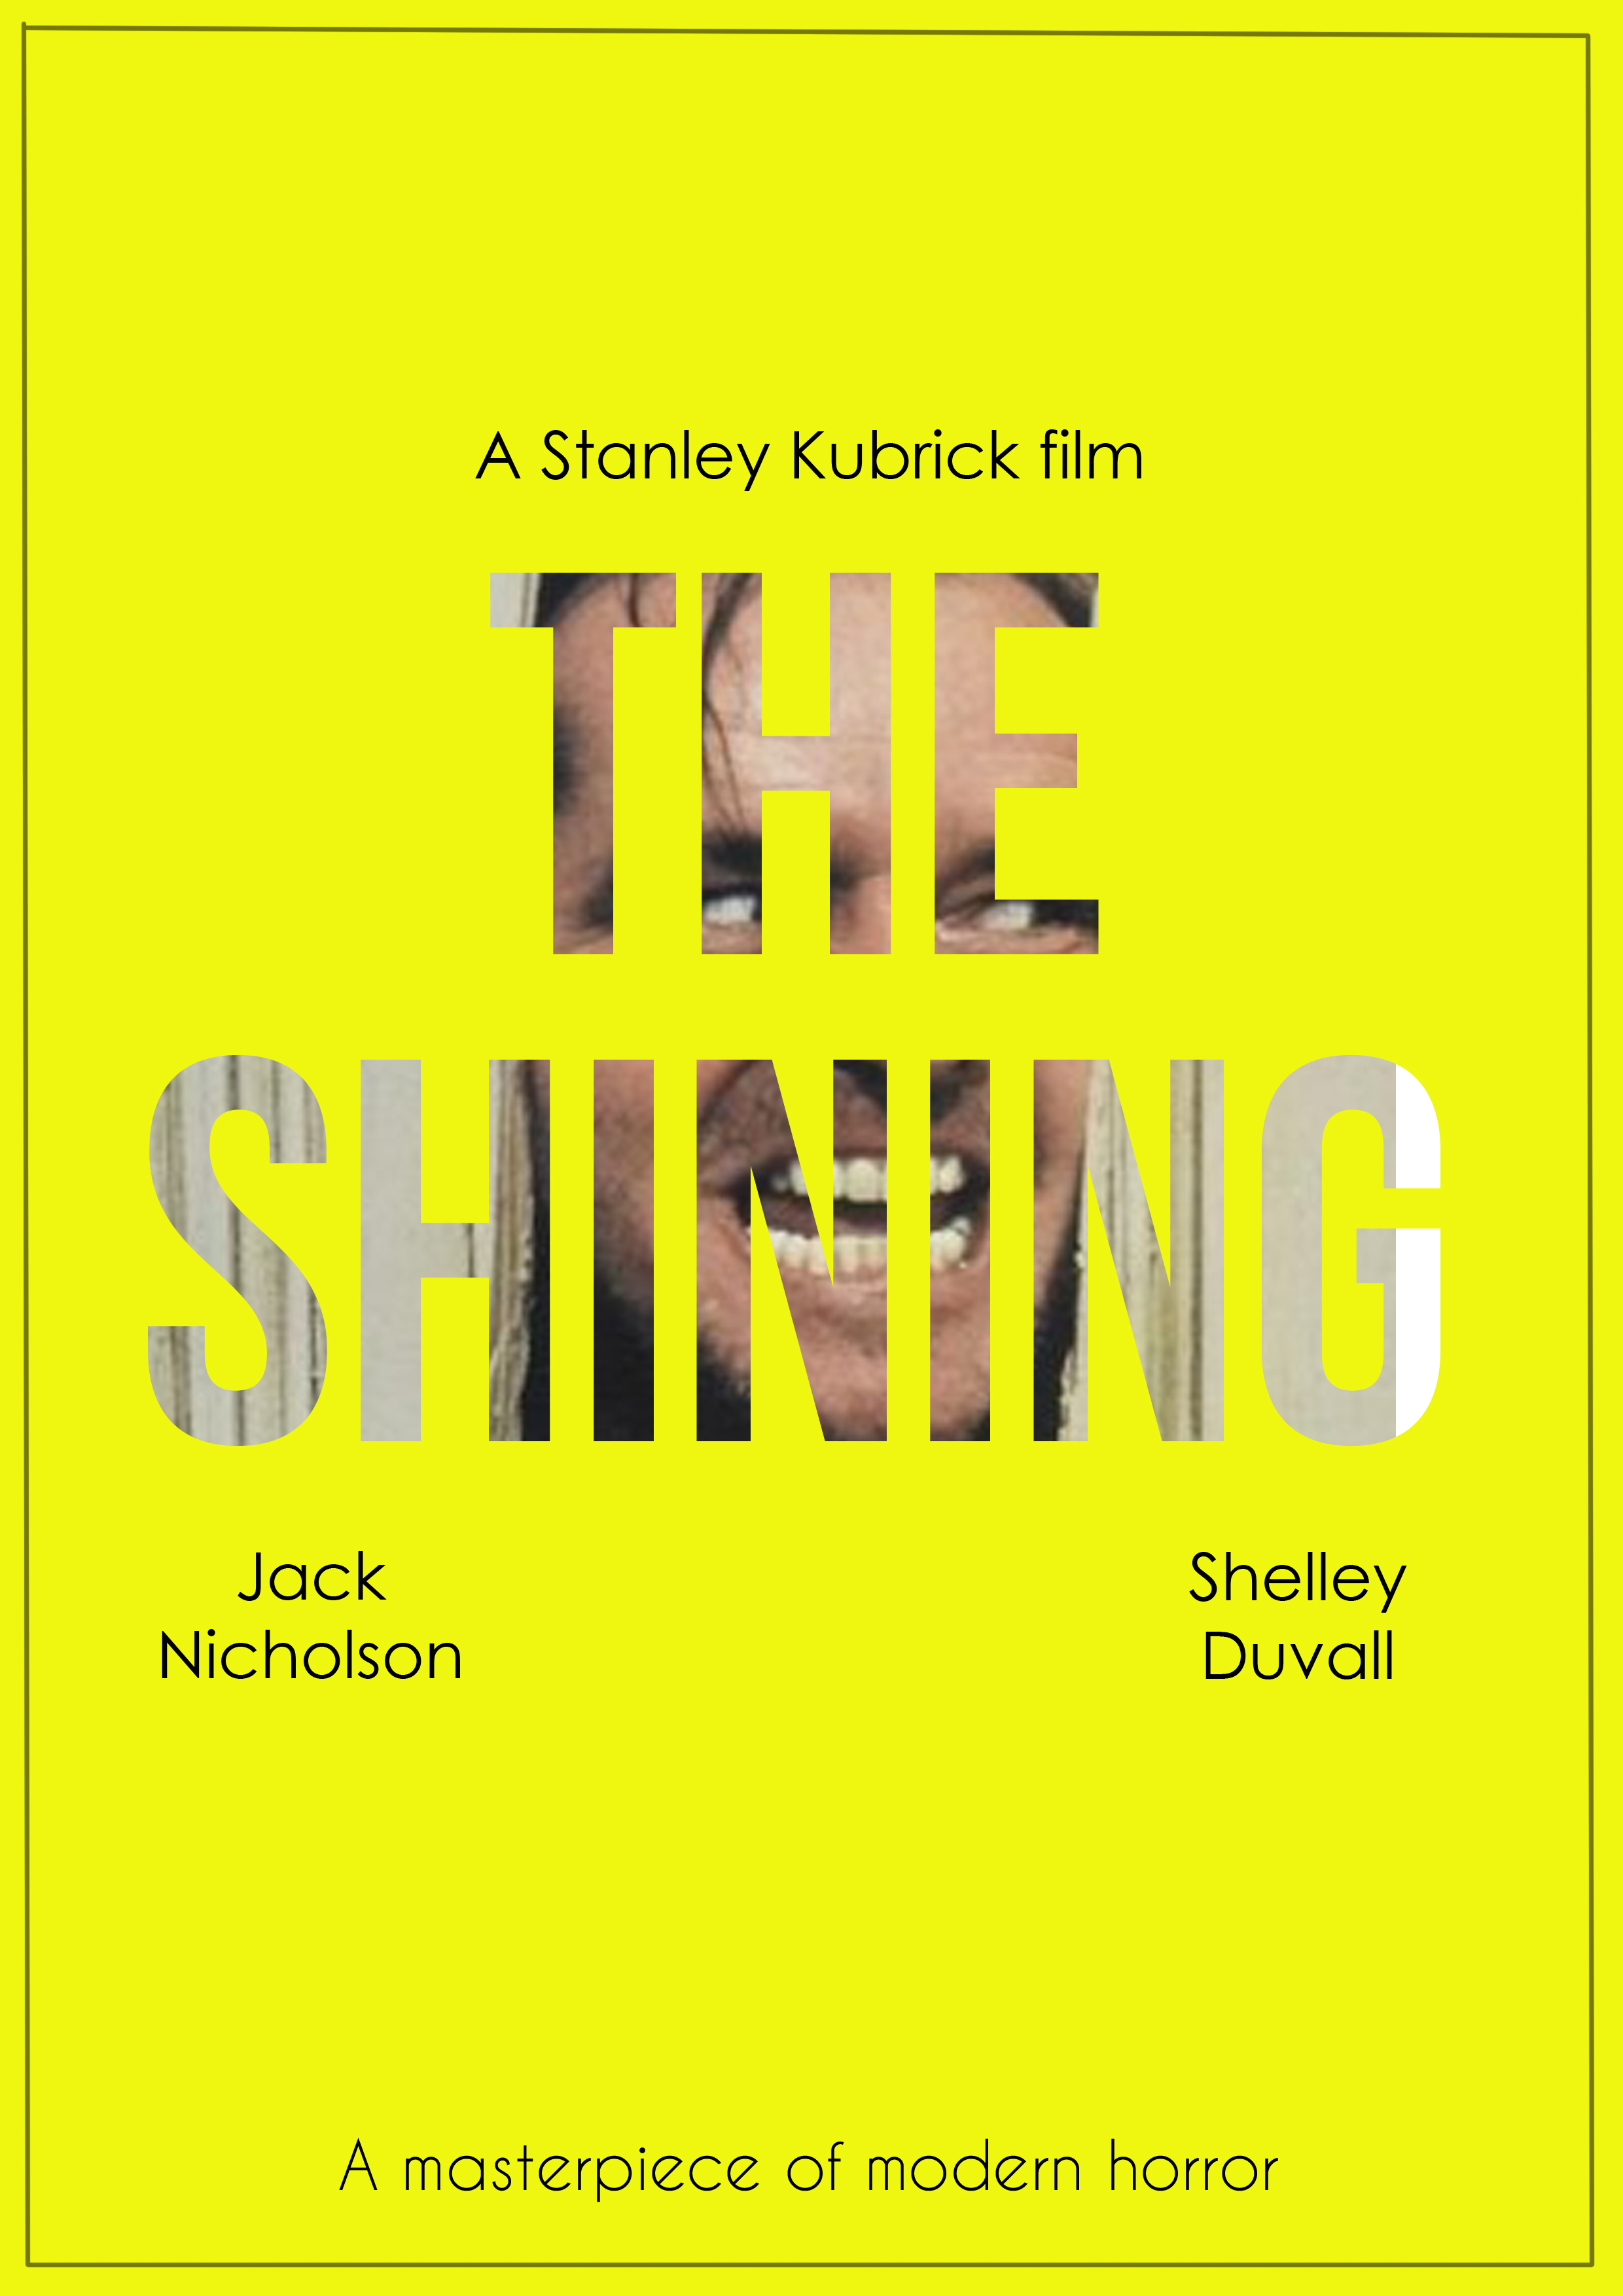 A Stanley Kubrick film
THE
SHINING
Jack
Nicholson
Shelley
Duvall
A masterpiece of modern horror